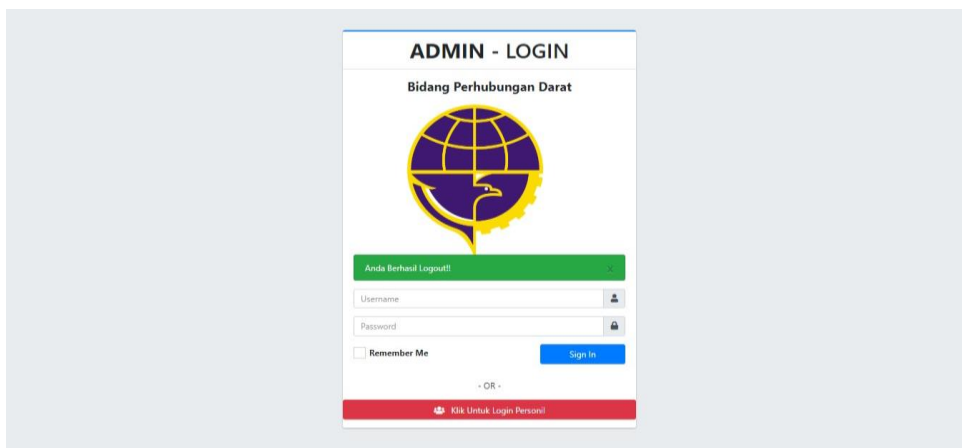 ADMIN - LOGIN
Bidang Perhubungan Darat
Anda Berhasil Logout!!
x
Username
Password
Remember Me
Sign In
- OR -
Klik Untuk Login Personil